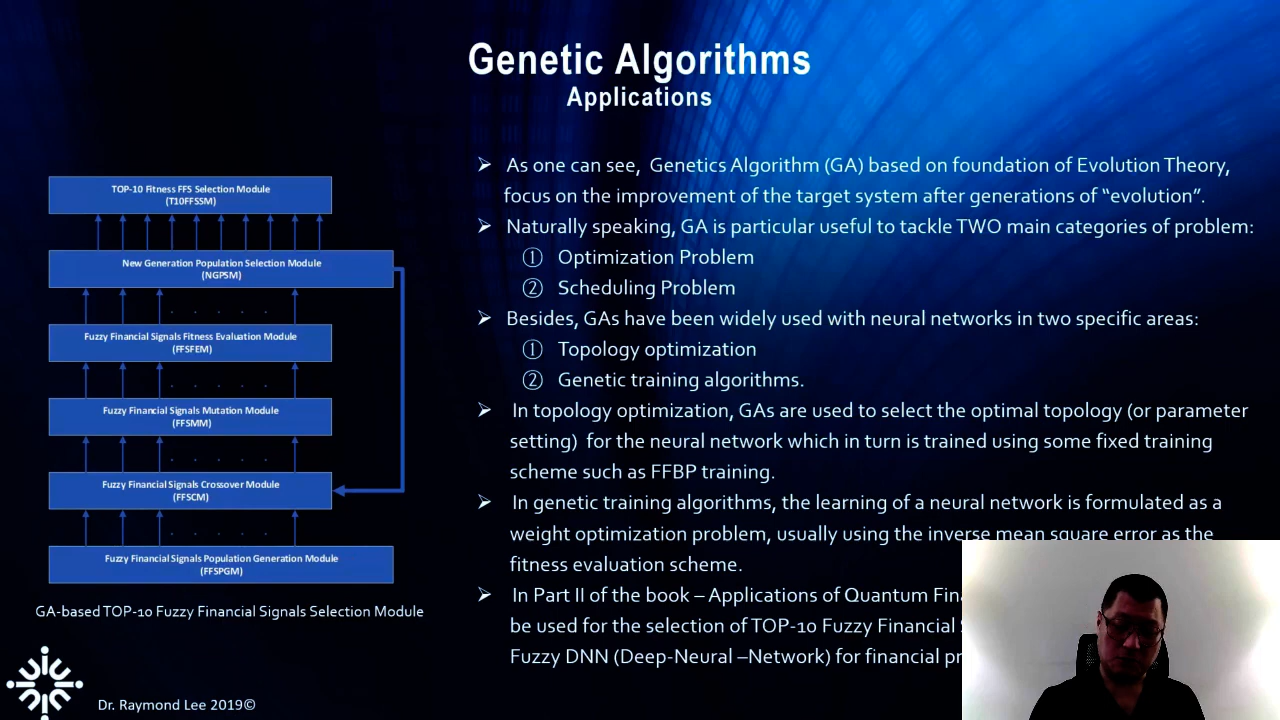 Genetic Algorithms
Applications
TOP-10 Fitness FFS Selection Module
(T10FFSSM)
New Generation Population Selection Module
(NGPSM)
Fuzzy Financial Signals Fitness Evaluation Module
(FFSFEM)
Fuzzy Financial Signals Mutation Module
(FFSMM)
Fuzzy Financial Signals Crossover Module
(FFSCM)
Fuzzy Financial Signals Population Generation Module
(FFSPGM)
GA-based TOP-10 Fuzzy Financial Signals Selection Module
➢ As one can see, Genetics Algorithm (GA) based on foundation of Evolution Theory,
focus on the improvement of the target system after generations of “evolution”.
➢ Naturally speaking, GA is particular useful to tackle TWO main categories of problem:
① Optimization Problem
② Scheduling Problem
➢ Besides, GAs have been widely used with neural networks in two specific areas:
① Topology optimization
② Genetic training algorithms.
➢ In topology optimization, GAs are used to select the optimal topology (or parameter
setting) for the neural network which in turn is trained using some fixed training
scheme such as FFBP training.
➢ In genetic training algorithms, the learning of a neural network is formulated as a
weight optimization problem, usually using the inverse mean square error as the
fitness evaluation scheme.
➢ In Part II of the book – Applications of Quantum
be used for the selection of TOP-10 Fuzzy Financial
Fuzzy DNN (Deep-Neural –Network) for financial
Dr. Raymond Lee 2019©